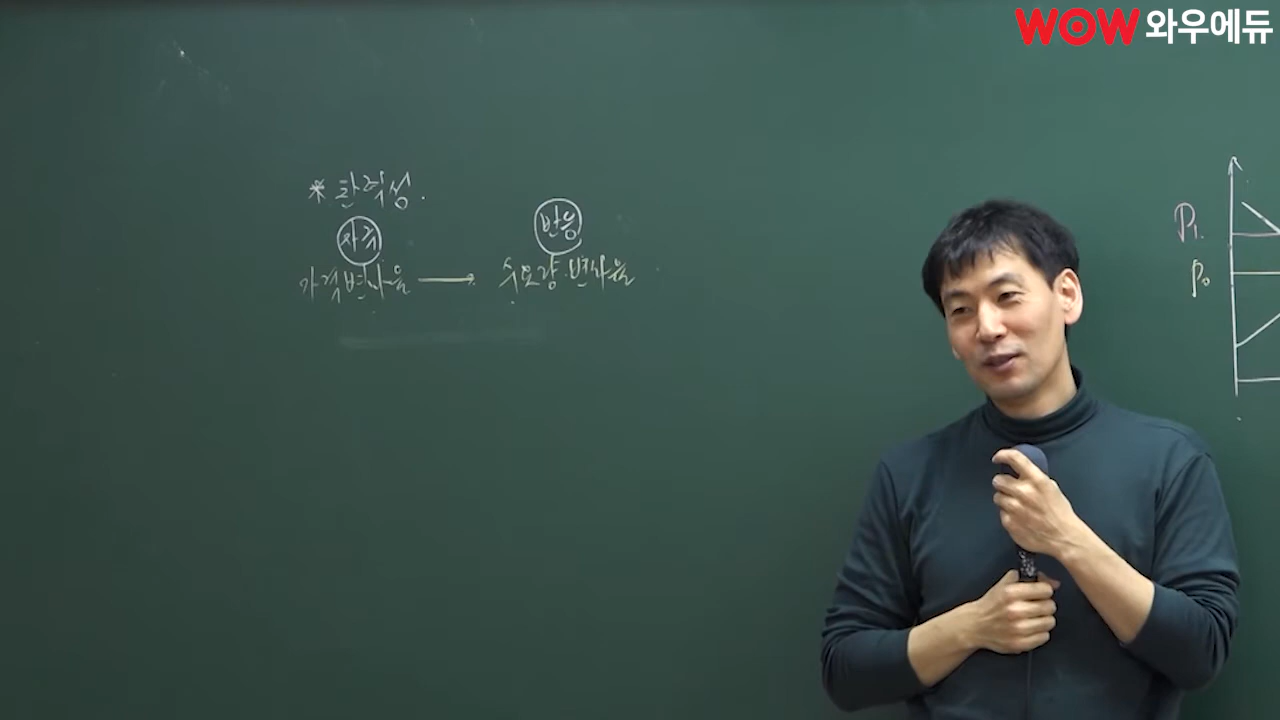 WOW 와우에듀
* 탄력성.
자극 반응
가격변화율 → 수요량 변화율
P₁
P₀